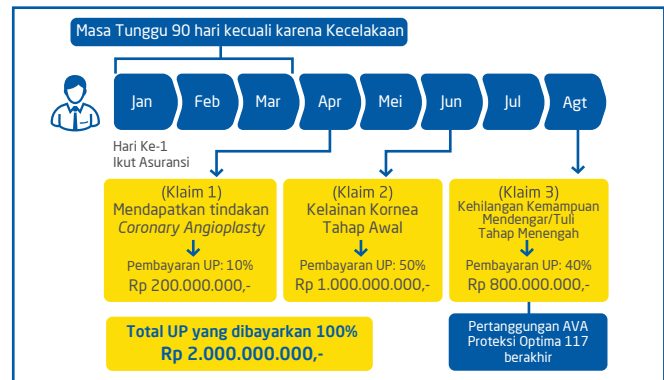 Masa Tunggu 90 hari kecuali karena Kecelakaan
Jan Feb Mar Apr Mei Jun Jul Agt
Hari Ke-1
Ikut Asuransi
(Klaim 1)
Mendapatkan tindakan
Coronary Angioplasty
Pembayaran UP: 10%
Rp 200.000.000,-
(Klaim 2)
Kelainan Kornea
Tahap Awal
Pembayaran UP: 50%
Rp 1.000.000.000,-
(Klaim 3)
Kehilangan Kemampuan
Mendengar/Tuli
Tahap Menengah
Pembayaran UP: 40%
Rp 800.000.000,-
Total UP yang dibayarkan 100%
Rp 2.000.000.000,-
Pertanggungan AVA
Proteksi Optima 117
berakhir